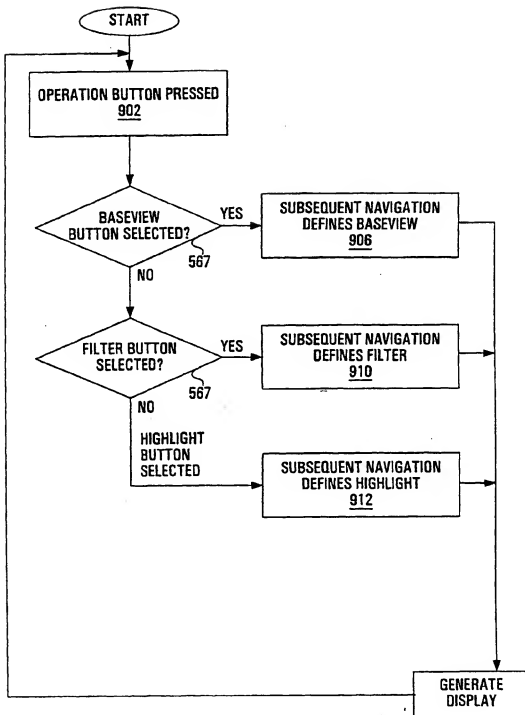 START
OPERATION BUTTON PRESSED
902
BASEVIEW
BUTTON SELECTED?
YES
567
NO
SUBSEQUENT NAVIGATION
DEFINES BASEVIEW
906
FILTER BUTTON
SELECTED?
YES
567
NO
SUBSEQUENT NAVIGATION
DEFINES FILTER
910
HIGHLIGHT
BUTTON
SELECTED
SUBSEQUENT NAVIGATION
DEFINES HIGHLIGHT
912
GENERATE
DISPLAY